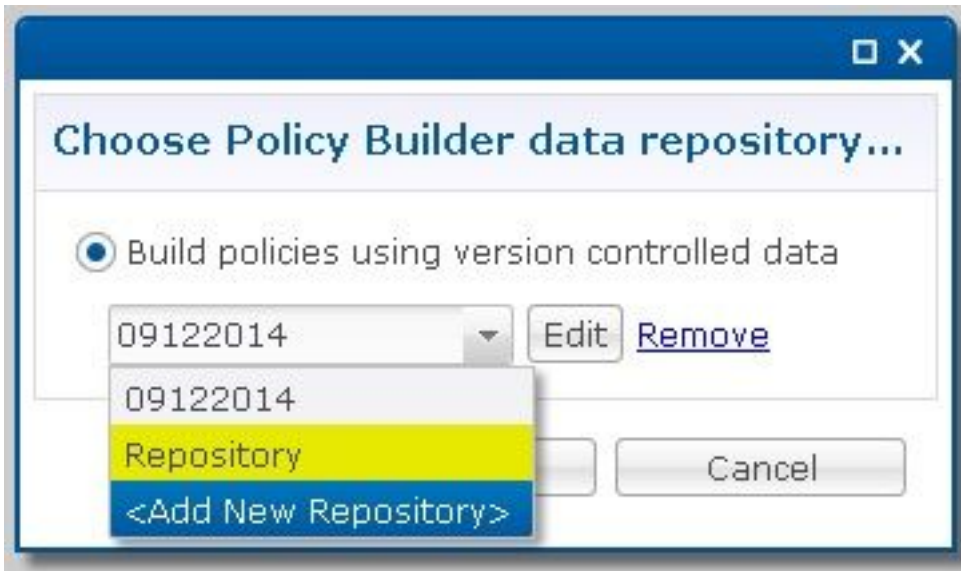 Choose Policy Builder data repository...
Build policies using version controlled data
09122014 Edit Remove
09122014
Repository
<Add New Repository>
Cancel